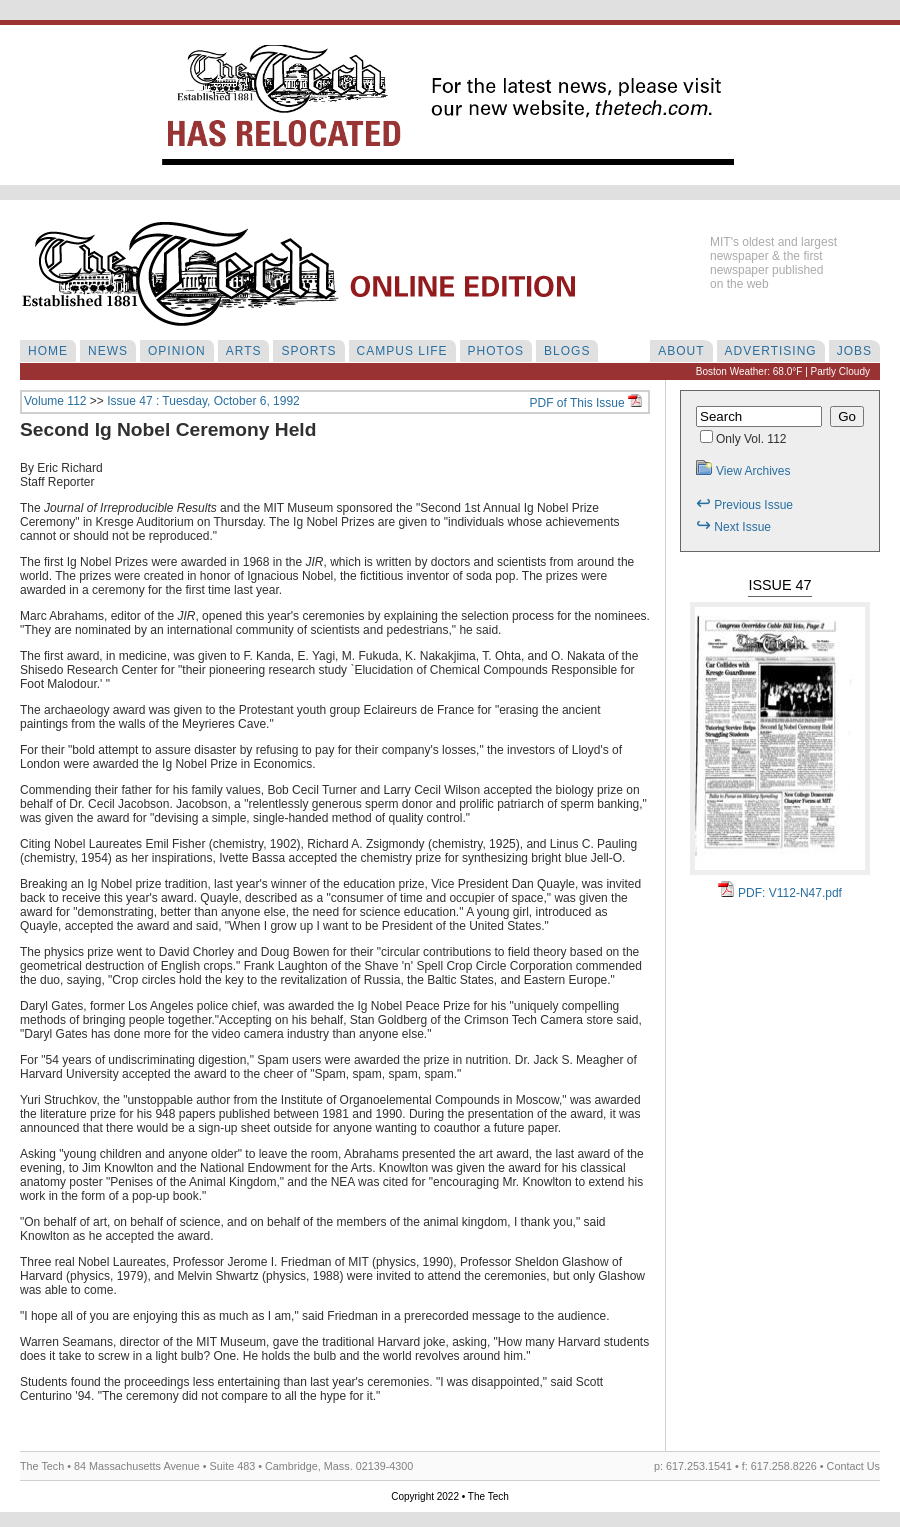 The Tech
Established 1881
HAS RELOCATED
For the latest news, please visit
our new website, thetech.com.
The Tech
Established 1881
ONLINE EDITION
MIT's oldest and largest
newspaper & the first
newspaper published
on the web
HOME NEWS OPINION ARTS SPORTS CAMPUS LIFE PHOTOS BLOGS ABOUT ADVERTISING JOBS
Boston Weather: 68.0°F | Partly Cloudy
Volume 112 >> Issue 47 : Tuesday, October 6, 1992 PDF of This Issue
Second Ig Nobel Ceremony Held
By Eric Richard
Staff Reporter
The Journal of Irreproducible Results and the MIT Museum sponsored the "Second 1st Annual Ig Nobel Prize
Ceremony" in Kresge Auditorium on Thursday. The Ig Nobel Prizes are given to "individuals whose achievements
cannot or should not be reproduced."
The first Ig Nobel Prizes were awarded in 1968 in the JIR, which is written by doctors and scientists from around the
world. The prizes were created in honor of Ignacious Nobel, the fictitious inventor of soda pop. The prizes were
awarded in a ceremony for the first time last year.
Marc Abrahams, editor of the JIR, opened this year's ceremonies by explaining the selection process for the nominees.
"They are nominated by an international community of scientists and pedestrians," he said.
The first award, in medicine, was given to F. Kanda, E. Yagi, M. Fukuda, K. Nakakjima, T. Ohta, and O. Nakata of the
Shisedo Research Center for "their pioneering research study `Elucidation of Chemical Compounds Responsible for
Foot Malodour.' "
The archaeology award was given to the Protestant youth group Eclaireurs de France for "erasing the ancient
paintings from the walls of the Meyrieres Cave."
For their "bold attempt to assure disaster by refusing to pay for their company's losses," the investors of Lloyd's of
London were awarded the Ig Nobel Prize in Economics.
Commending their father for his family values, Bob Cecil Turner and Larry Cecil Wilson accepted the biology prize on
behalf of Dr. Cecil Jacobson. Jacobson, a "relentlessly generous sperm donor and prolific patriarch of sperm banking,"
was given the award for "devising a simple, single-handed method of quality control."
Citing Nobel Laureates Emil Fisher (chemistry, 1902), Richard A. Zsigmondy (chemistry, 1925), and Linus C. Pauling
(chemistry, 1954) as her inspirations, Ivette Bassa accepted the chemistry prize for synthesizing bright blue Jell-O.
Breaking an Ig Nobel prize tradition, last year's winner of the education prize, Vice President Dan Quayle, was invited
back to receive this year's award. Quayle, described as a "consumer of time and occupier of space," was given the
award for "demonstrating, better than anyone else, the need for science education." A young girl, introduced as
Quayle, accepted the award and said, "When I grow up I want to be President of the United States."
The physics prize went to David Chorley and Doug Bowen for their "circular contributions to field theory based on the
geometrical destruction of English crops." Frank Laughton of the Shave 'n' Spell Crop Circle Corporation commended
the duo, saying, "Crop circles hold the key to the revitalization of Russia, the Baltic States, and Eastern Europe."
Daryl Gates, former Los Angeles police chief, was awarded the Ig Nobel Peace Prize for his "uniquely compelling
methods of bringing people together."Accepting on his behalf, Stan Goldberg of the Crimson Tech Camera store said,
"Daryl Gates has done more for the video camera industry than anyone else."
For "54 years of undiscriminating digestion," Spam users were awarded the prize in nutrition. Dr. Jack S. Meagher of
Harvard University accepted the award to the cheer of "Spam, spam, spam, spam."
Yuri Struchkov, the "unstoppable author from the Institute of Organoelemental Compounds in Moscow," was awarded
the literature prize for his 948 papers published between 1981 and 1990. During the presentation of the award, it was
announced that there would be a sign-up sheet outside for anyone wanting to coauthor a future paper.
Asking "young children and anyone older" to leave the room, Abrahams presented the art award, the last award of the
evening, to Jim Knowlton and the National Endowment for the Arts. Knowlton was given the award for his classical
anatomy poster "Penises of the Animal Kingdom," and the NEA was cited for "encouraging Mr. Knowlton to extend his
work in the form of a pop-up book."
"On behalf of art, on behalf of science, and on behalf of the members of the animal kingdom, I thank you," said
Knowlton as he accepted the award.
Three real Nobel Laureates, Professor Jerome I. Friedman of MIT (physics, 1990), Professor Sheldon Glashow of
Harvard (physics, 1979), and Melvin Shwartz (physics, 1988) were invited to attend the ceremonies, but only Glashow
was able to come.
"I hope all of you are enjoying this as much as I am," said Friedman in a prerecorded message to the audience.
Warren Seamans, director of the MIT Museum, gave the traditional Harvard joke, asking, "How many Harvard students
does it take to screw in a light bulb? One. He holds the bulb and the world revolves around him."
Students found the proceedings less entertaining than last year's ceremonies. "I was disappointed," said Scott
Centurino '94. "The ceremony did not compare to all the hype for it."
Search Go
Only Vol. 112
View Archives
Previous Issue
Next Issue
ISSUE 47
Congress Overrides Cable Bill Veto, Page 2
The Tech
Car Collides with
Kresge Guardhouse
Second Ig Nobel Ceremony Held
Tutoring Service Helps
Struggling Students
Talks to Focus on Military Spending
New College Democrats
Chapter Forms at MIT
PDF: V112-N47.pdf
The Tech • 84 Massachusetts Avenue • Suite 483 • Cambridge, Mass. 02139-4300 p: 617.253.1541 • f: 617.258.8226 • Contact Us
Copyright 2022 • The Tech